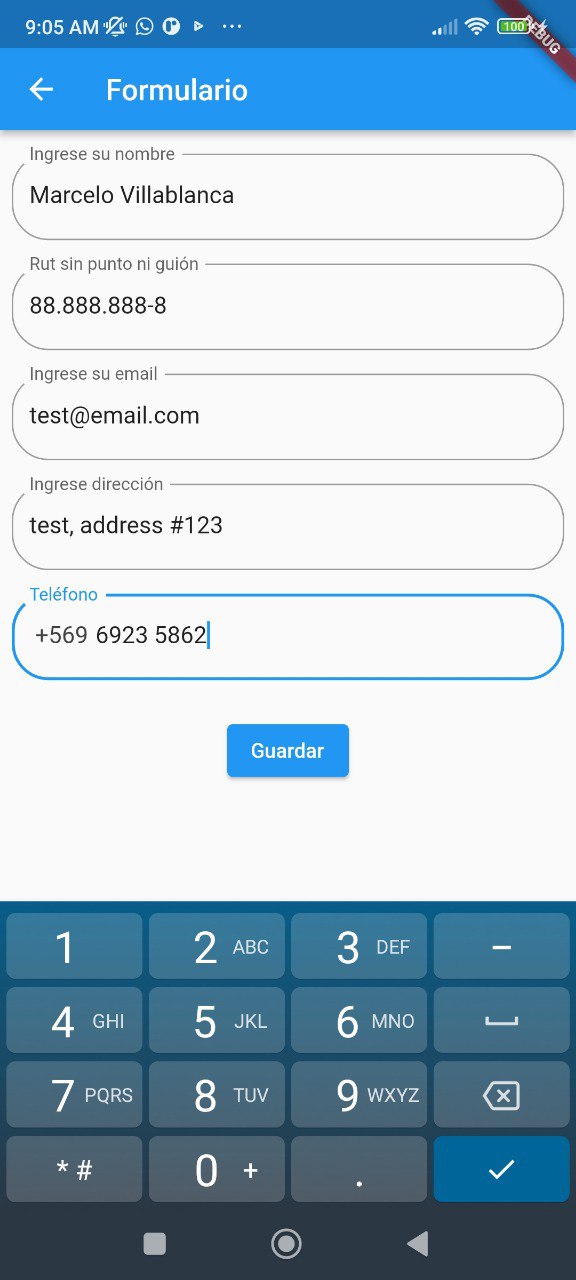 9:05 AM
100
DEBUG
Formulario
Ingrese su nombre
Marcelo Villablanca
Rut sin punto ni guión
88.888.888-8
Ingrese su email
test@email.com
Ingrese dirección
test, address #123
Teléfono
+569 6923 5862
Guardar
1 2 ABC 3 DEF –
4 GHI 5 JKL 6 MNO
7 PQRS 8 TUV 9 WXYZ
* # 0 + .